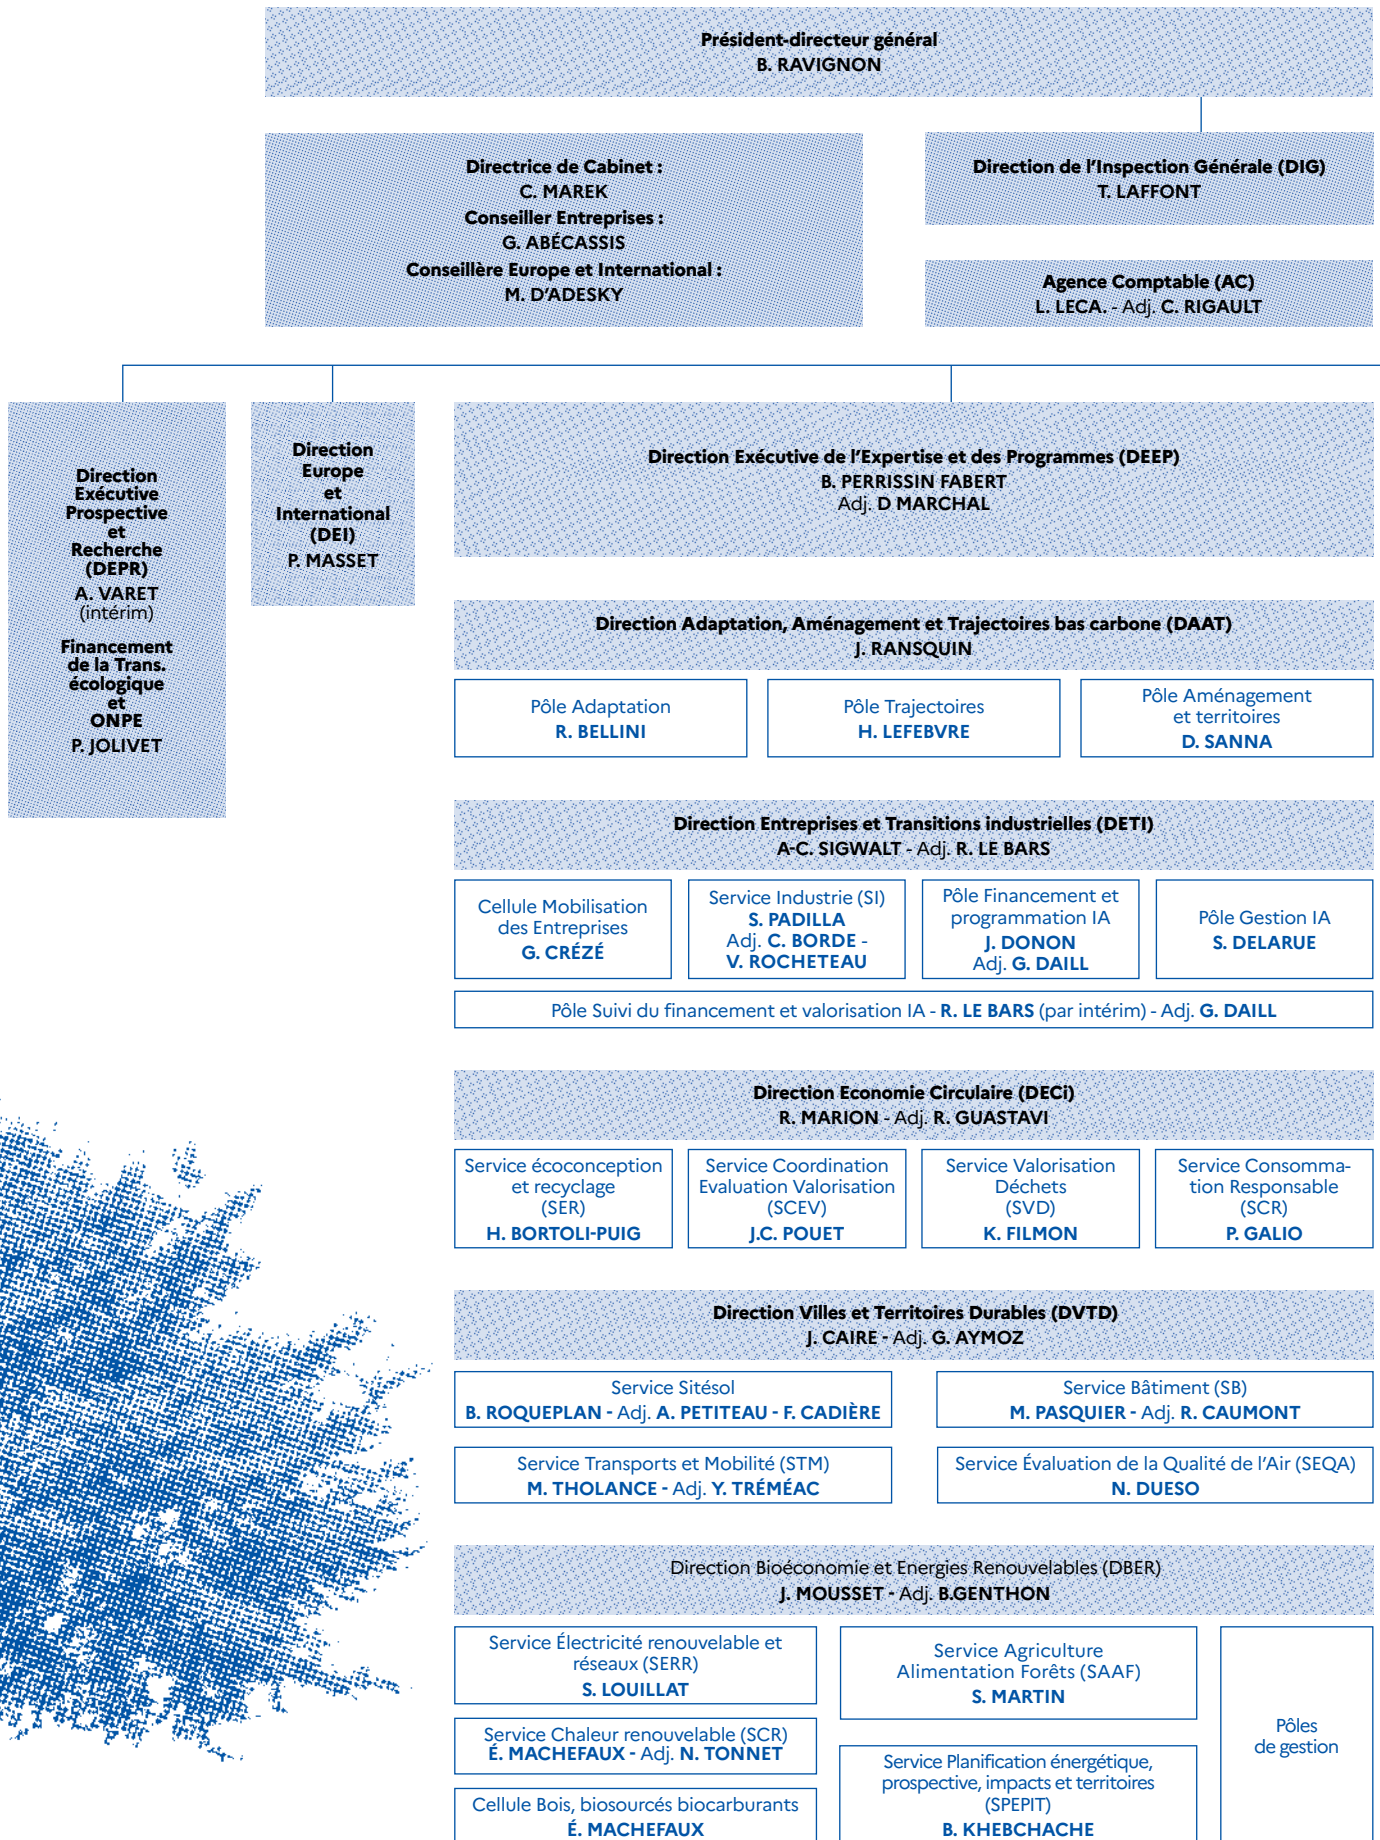 Président-directeur général
B. RAVIGNON
Directrice de Cabinet :
C. MAREK
Conseiller Entreprises :
G. ABÉCASSIS
Conseillère Europe et International :
M. D'ADESKY
Direction de l'Inspection Générale (DIG)
T. LAFFONT
Agence Comptable (AC)
L. LECA. - Adj. C. RIGAULT
Direction
Exécutive
Prospective
et
Recherche
(DEPR)
A. VARET
(intérim)
Financement
de la Trans.
écologique
et
ONPE
P. JOLIVET
Direction
Europe
et
International
(DEI)
P. MASSET
Direction Exécutive de l'Expertise et des Programmes (DEEP)
B. PERRISSIN FABERT
Adj. D MARCHAL
Direction Adaptation, Aménagement et Trajectoires bas carbone (DAAT)
J. RANSQUIN
Pôle Adaptation
R. BELLINI
Pôle Trajectoires
H. LEFEBVRE
Pôle Aménagement
et territoires
D. SANNA
Direction Entreprises et Transitions industrielles (DETI)
A-C. SIGWALT - Adj. R. LE BARS
Cellule Mobilisation
des Entreprises
G. CRÉZÉ
Service Industrie (SI)
S. PADILLA
Adj. C. BORDE -
V. ROCHETEAU
Pôle Financement et
programmation IA
J. DONON
Adj. G. DAILL
Pôle Gestion IA
S. DELARUE
Pôle Suivi du financement et valorisation IA - R. LE BARS (par intérim) - Adj. G. DAILL
Direction Economie Circulaire (DECi)
R. MARION - Adj. R. GUASTAVI
Service écoconception
et recyclage
(SER)
H. BORTOLI-PUIG
Service Coordination
Evaluation Valorisation
(SCEV)
J.C. POUET
Service Valorisation
Déchets
(SVD)
K. FILMON
Service Consomma-
tion Responsable
(SCR)
P. GALIO
Direction Villes et Territoires Durables (DVTD)
J. CAIRE - Adj. G. AYMOZ
Service Sitésol
B. ROQUEPLAN - Adj. A. PETITEAU - F. CADIÈRE
Service Bâtiment (SB)
M. PASQUIER - Adj. R. CAUMONT
Service Transports et Mobilité (STM)
M. THOLANCE - Adj. Y. TRÉMÉAC
Service Évaluation de la Qualité de l'Air (SEQA)
N. DUESO
Direction Bioéconomie et Energies Renouvelables (DBER)
J. MOUSSET - Adj. B.GENTHON
Service Électricité renouvelable et
réseaux (SERR)
S. LOUILLAT
Service Chaleur renouvelable (SCR)
É. MACHEFAUX - Adj. N. TONNET
Cellule Bois, biosourcés biocarburants
É. MACHEFAUX
Service Agriculture
Alimentation Forêts (SAAF)
S. MARTIN
Service Planification énergétique,
prospective, impacts et territoires
(SPEPIT)
B. KHEBCHACHE
Pôles
de gestion